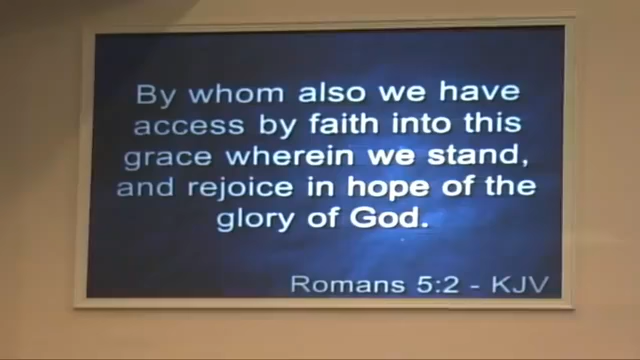 By whom also we have
access by faith into this
grace wherein we stand,
and rejoice in hope of the
glory of God.
Romans 5:2 - KJV